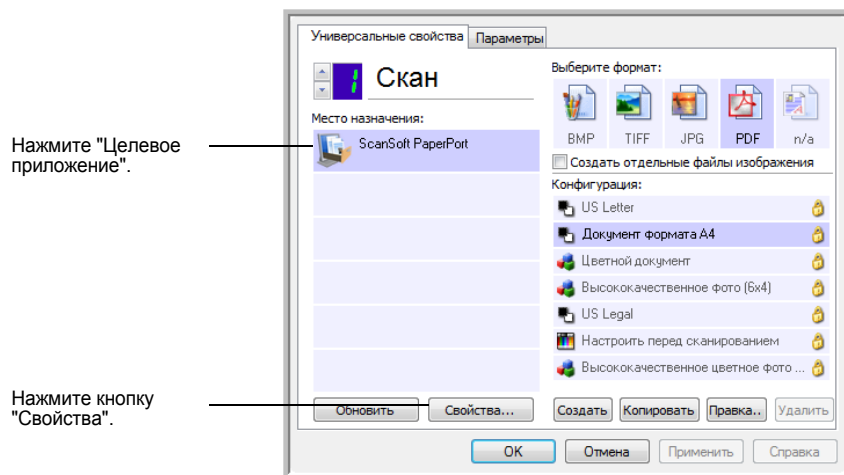 Универсальные свойства
Параметры
1
Скан
Выберите формат:
BMP
TIFF
JPG
PDF
n/a
Место назначения:
Нажмите "Целевое
приложение".
ScanSoft PaperPort
Создать отдельные файлы изображения
Конфигурация:
US Letter
Документ формата A4
Цветной документ
Высококачественное фото (6x4)
US Legal
Настроить перед сканированием
Высококачественное цветное фото ...
Нажмите кнопку
"Свойства".
Обновить
Свойства...
Создать
Копировать
Правка..
Удалить
OK
Отмена
Применить
Справка